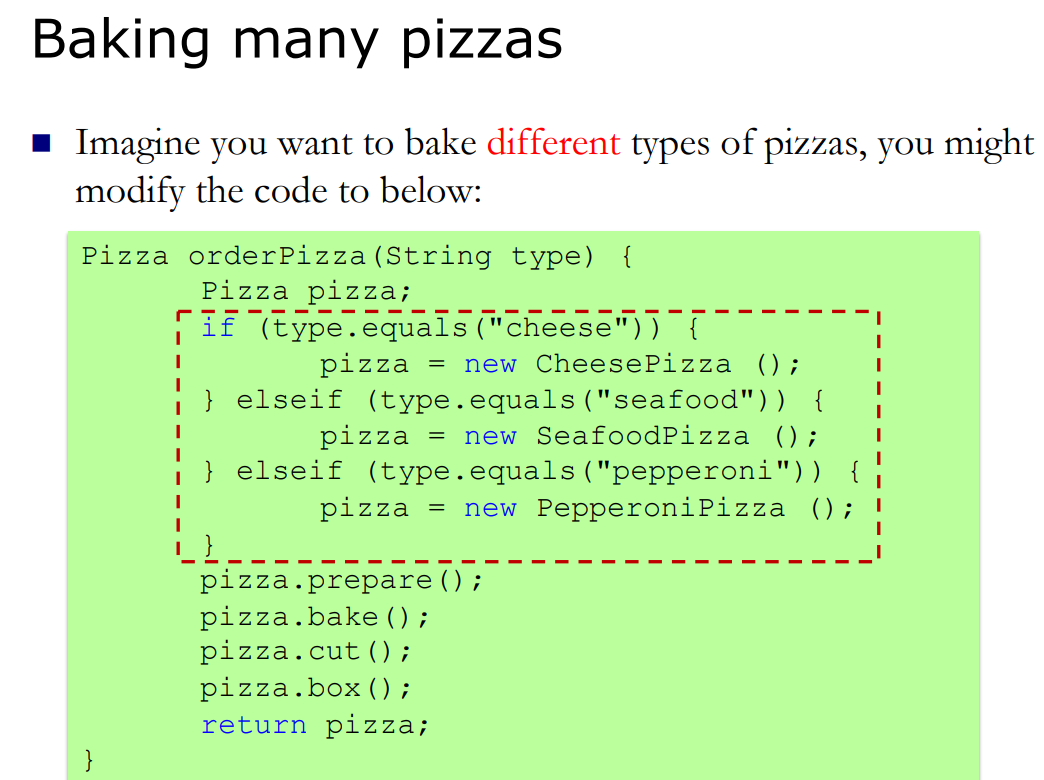 Baking many pizzas
Imagine you want to bake different types of pizzas, you might
modify the code to below:
Pizza orderPizza(String type) {
Pizza pizza;
if (type.equals("cheese")) {
pizza = new CheesePizza ();
} elseif (type.equals("seafood")) {
pizza = new SeafoodPizza ();
} elseif (type.equals("pepperoni")) {
pizza = new PepperoniPizza ();
}
pizza.prepare();
pizza.bake();
pizza.cut();
pizza.box();
return pizza;
}